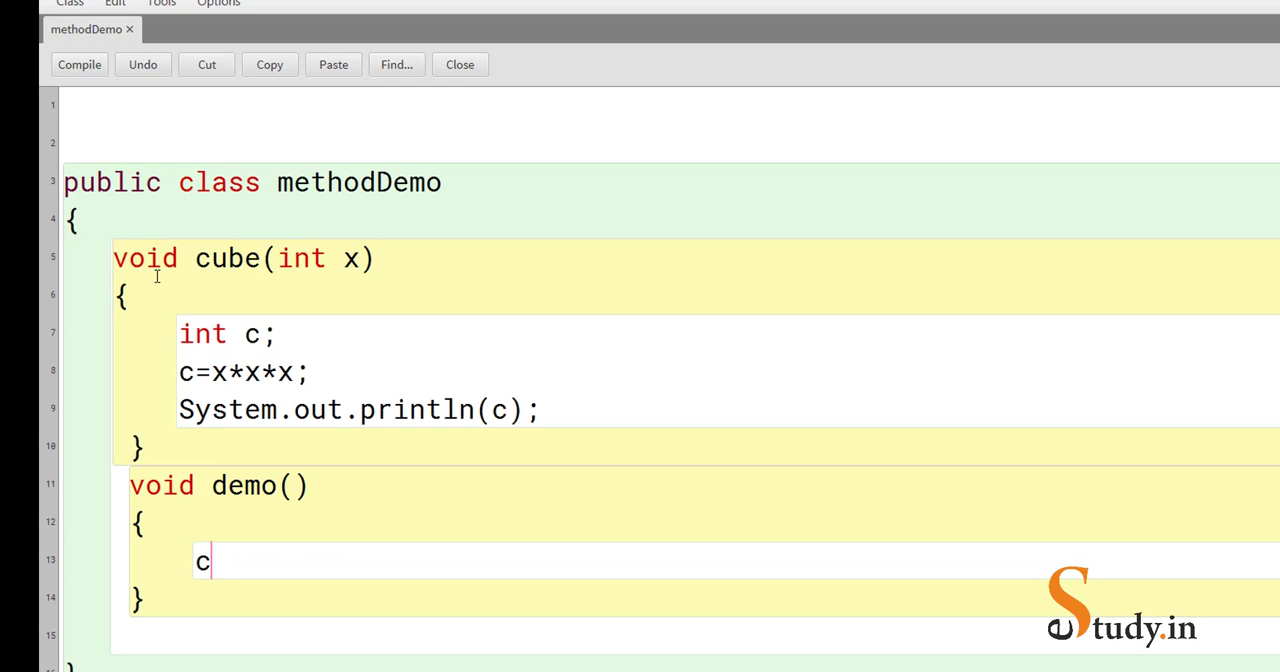 Class Edit Tools Options
methodDemo ×
Compile Undo Cut Copy Paste Find... Close
1
2
3 public class methodDemo
4 {
5 void cube(int x)
6 {
7 int c;
8 c=x*x*x;
9 System.out.println(c);
10 }
11 void demo()
12 {
13 c
14 }
15
}
eStudy.in